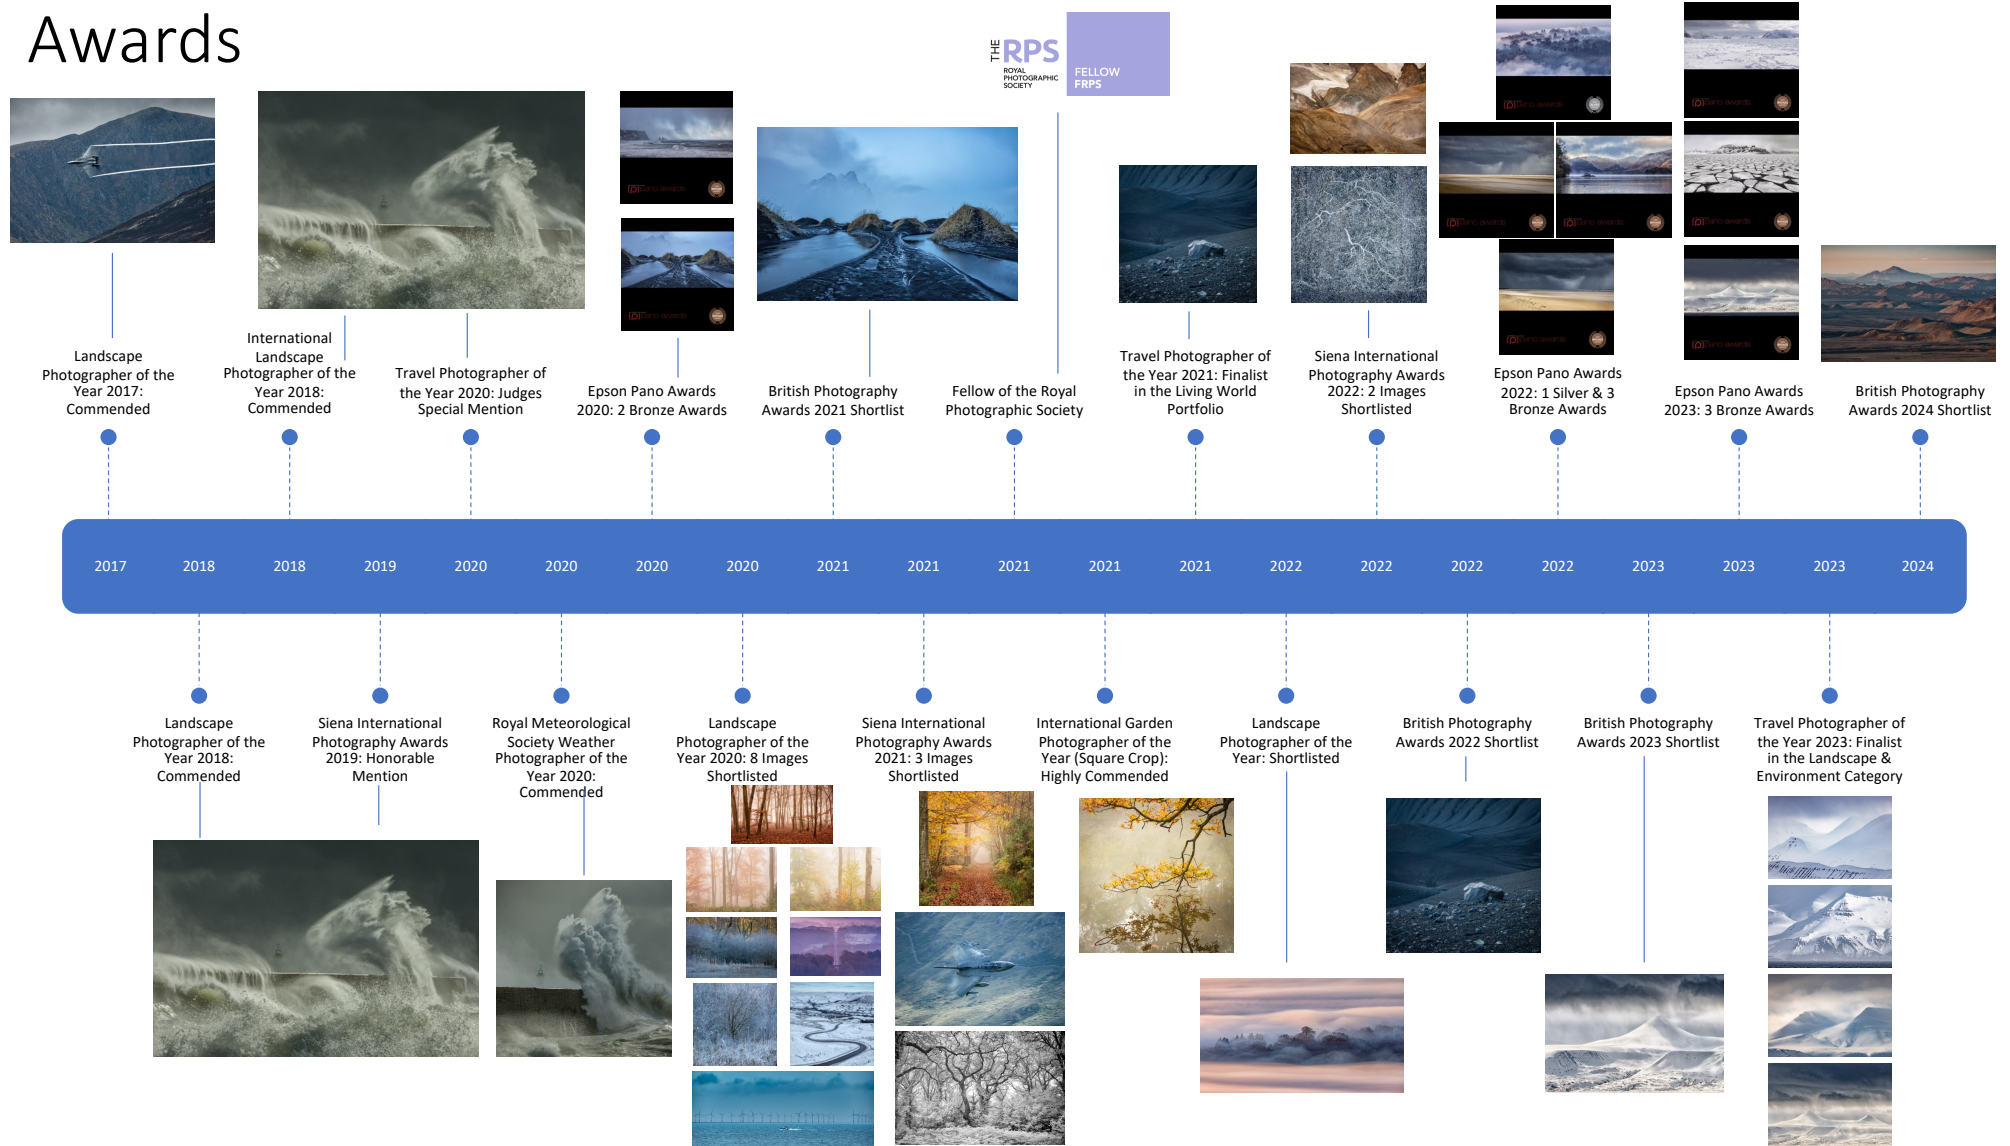 Awards
THE
RPS
ROYAL
PHOTOGRAPHIC
SOCIETY
FELLOW
FRPS
Landscape
Photographer of the
Year 2017:
Commended
International
Landscape
Photographer of the
Year 2018:
Commended
Travel Photographer of
the Year 2020: Judges
Special Mention
Epson Pano Awards
2020: 2 Bronze Awards
British Photography
Awards 2021 Shortlist
Fellow of the Royal
Photographic Society
Travel Photographer of
the Year 2021: Finalist
in the Living World
Portfolio
Siena International
Photography Awards
2022: 2 Images
Shortlisted
Epson Pano Awards
2022: 1 Silver & 3
Bronze Awards
Epson Pano Awards
2023: 3 Bronze Awards
British Photography
Awards 2024 Shortlist
2017 2018 2018 2019 2020 2020 2020 2020 2021 2021 2021 2021 2021 2022 2022 2022 2022 2023 2023 2023 2024
Landscape
Photographer of the
Year 2018:
Commended
Siena International
Photography Awards
2019: Honorable
Mention
Royal Meteorological
Society Weather
Photographer of the
Year 2020:
Commended
Landscape
Photographer of the
Year 2020: 8 Images
Shortlisted
Siena International
Photography Awards
2021: 3 Images
Shortlisted
International Garden
Photographer of the
Year (Square Crop):
Highly Commended
Landscape
Photographer of the
Year: Shortlisted
British Photography
Awards 2022 Shortlist
British Photography
Awards 2023 Shortlist
Travel Photographer of
the Year 2023: Finalist
in the Landscape &
Environment Category